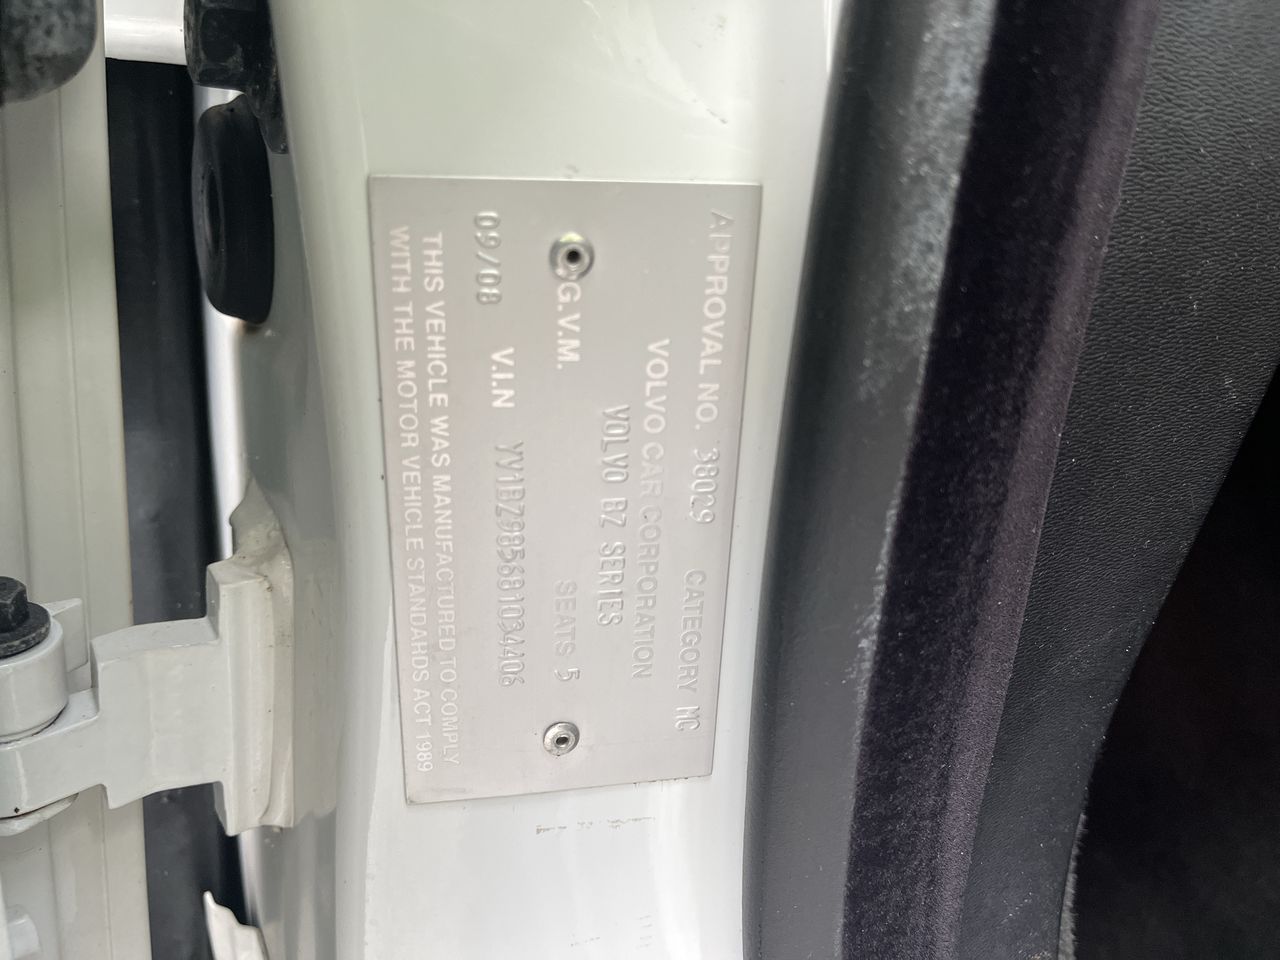 APPROVAL NO. 38029 CATEGORY MC
VOLVO CAR CORPORATION
VOLVO BZ SERIES
G.V.M. SEATS 5
09/08 V.I.N YV1BZ985681034406
THIS VEHICLE WAS MANUFACTURED TO COMPLY
WITH THE MOTOR VEHICLE STANDARDS ACT 1989